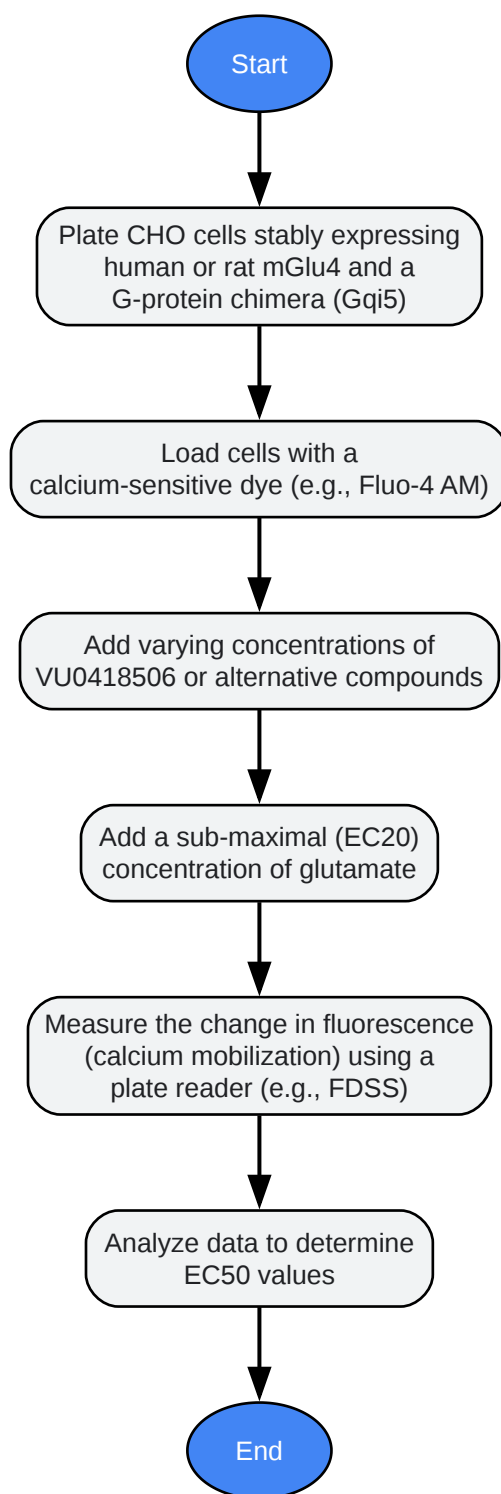 Start
Plate CHO cells stably expressing
human or rat mGlu4 and a
G-protein chimera (Gqi5)
Load cells with a
calcium-sensitive dye (e.g., Fluo-4 AM)
Add varying concentrations of
VU0418506 or alternative compounds
Add a sub-maximal (EC20)
concentration of glutamate
Measure the change in fluorescence
(calcium mobilization) using a
plate reader (e.g., FDSS)
Analyze data to determine
EC50 values
End